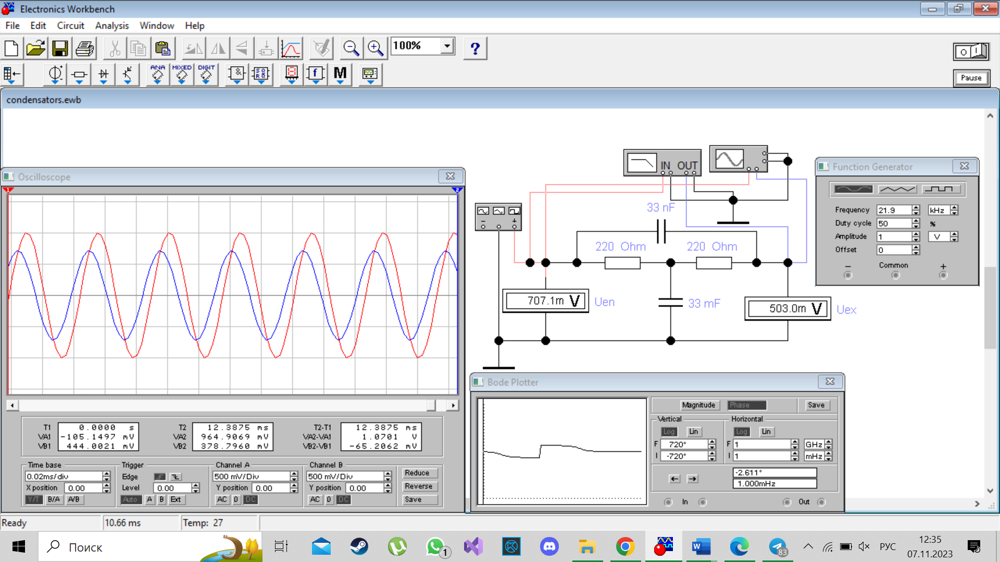 Electronics Workbench
File Edit Circuit Analysis Window Help
100%
?
ANA MIXED DIGIT
M
Pause
condensators.ewb
Oscilloscope
1 2
T1 0.0000 s
VA1 -105.1497 mV
VB1 444.0021 mV
T2 12.3875 ms
VA2 964.9069 mV
VB2 378.7960 mV
T2-T1 12.3875 ms
VA2-VA1 1.0701 V
VB2-VB1 -65.2062 mV
Time base
0.02ms/div
X position 0.00
Y/T B/A A/B
Trigger
Edge
Level 0.00
Auto A B Ext
Channel A
500 mV/Div
Y position 0.00
AC 0 DC
Channel B
500 mV/Div
Y position 0.00
AC 0 DC
Reduce
Reverse
Save
IN OUT
33 nF
220 Ohm 220 Ohm
707.1m V Uen
33 mF
503.0m V Uex
Function Generator
Frequency 21.9 kHz
Duty cycle 50 %
Amplitude 1 V
Offset 0
- Common +
Bode Plotter
Magnitude Phase Save
Vertical
Log Lin
F 720°
I -720°
Horizontal
Log Lin
F 1 GHz
I 1 mHz
-2.611°
1.000mHz
In Out
Ready 10.66 ms Temp: 27
Поиск
1
83
РУС
12:35
07.11.2023